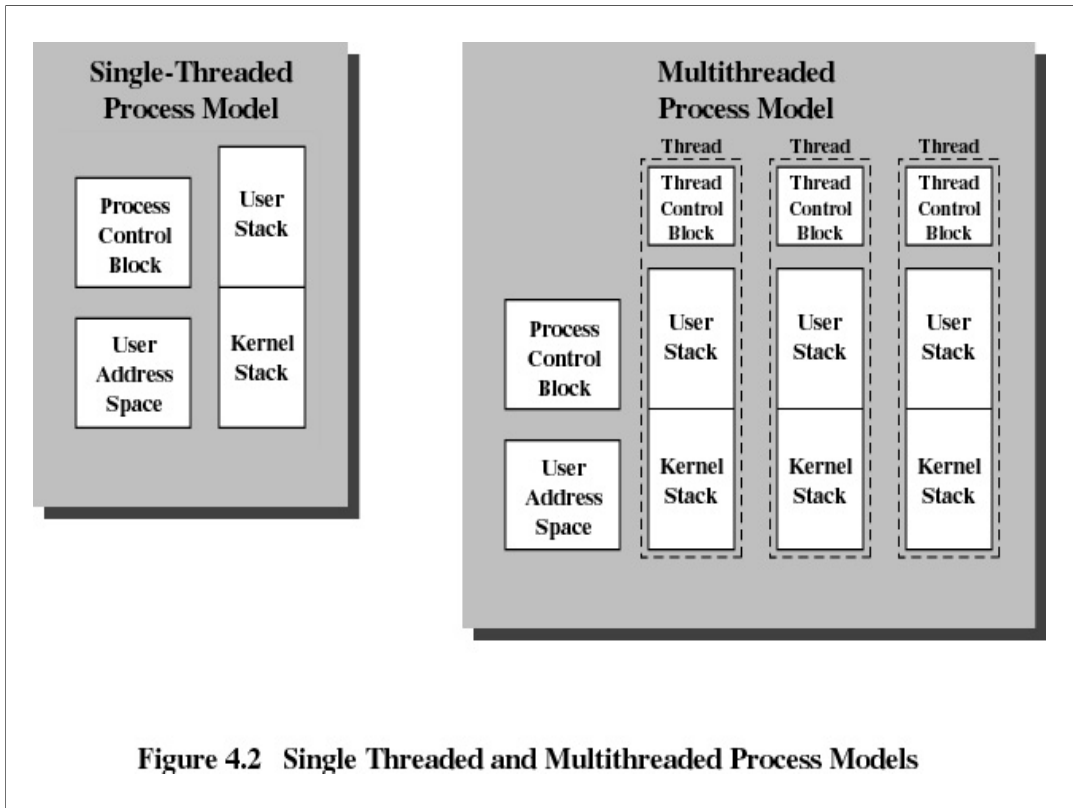 Single-Threaded
Process Model
Process
Control
Block
User
Stack
User
Address
Space
Kernel
Stack
Multithreaded
Process Model
Thread
Thread
Control
Block
User
Stack
Kernel
Stack
Thread
Thread
Control
Block
User
Stack
Kernel
Stack
Thread
Thread
Control
Block
User
Stack
Kernel
Stack
Process
Control
Block
User
Address
Space
Figure 4.2 Single Threaded and Multithreaded Process Models